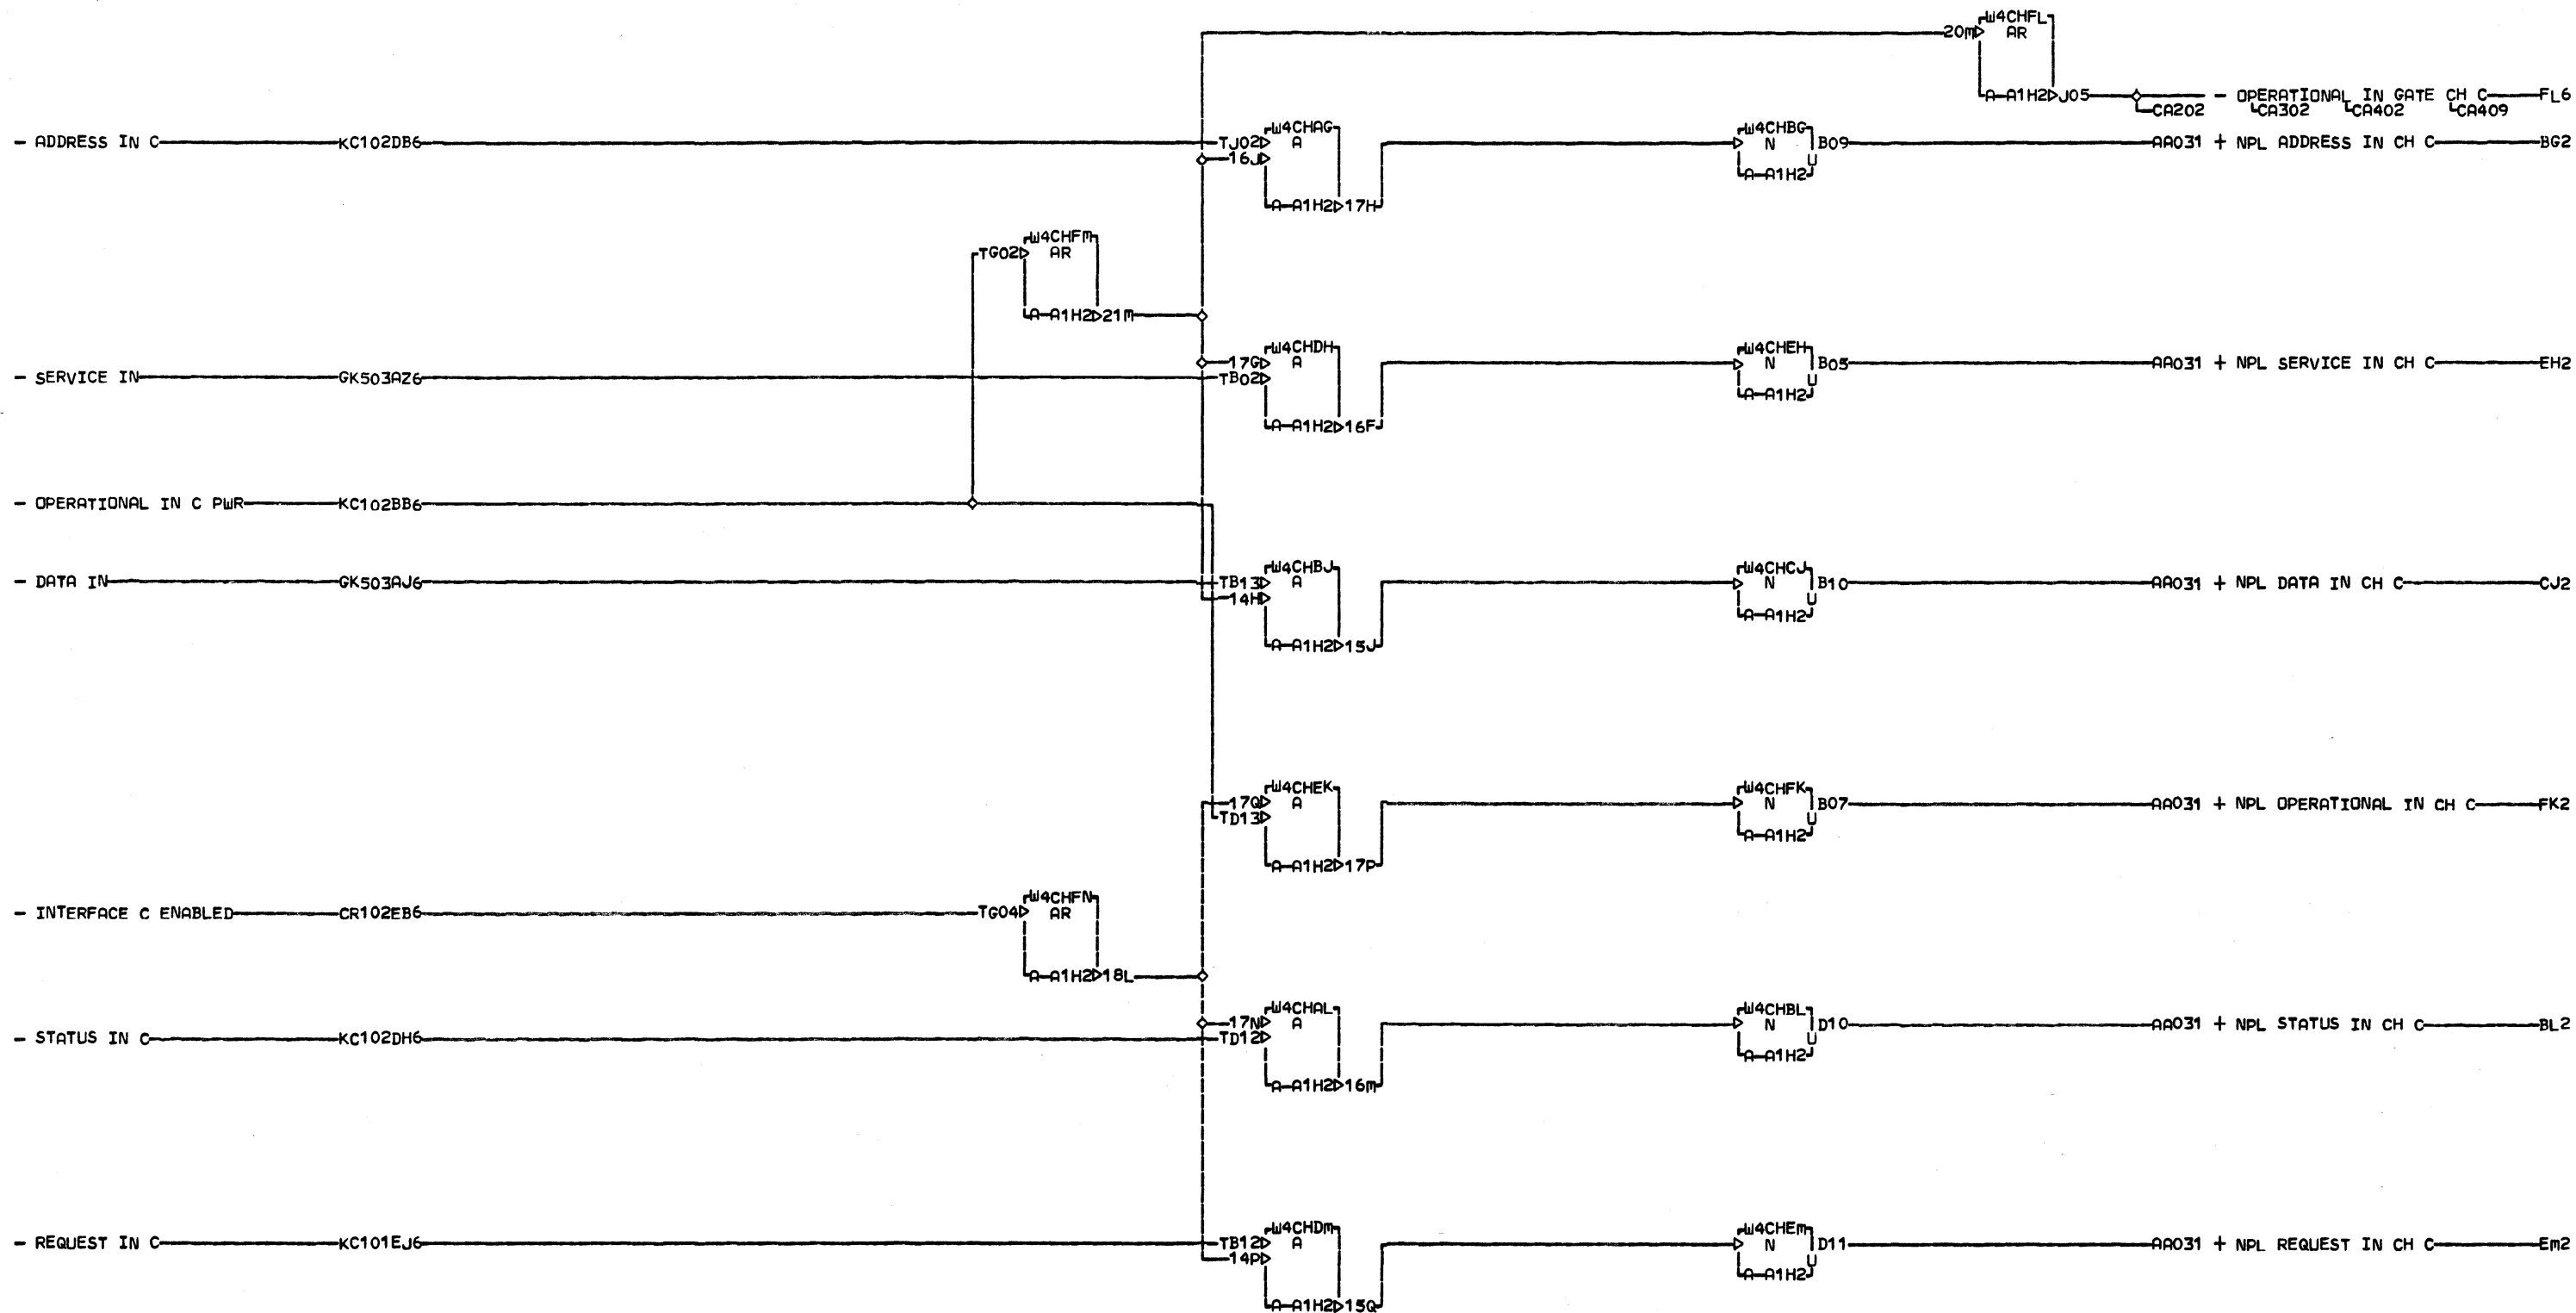 W4CHFL
20m AR
A-A1H2 J05 - OPERATIONAL IN GATE CH C FL6
CA202 CA302 CA402 CA409
- ADDRESS IN C KC102DB6 TJ02 W4CHAG A W4CHBG N B09 AA031 + NPL ADDRESS IN CH C BG2
16J U
A-A1H2
A-A1H2 17H
W4CHFM
TG02 AR
A-A1H2 21M
17G W4CHDH A W4CHEH N B05 AA031 + NPL SERVICE IN CH C EH2
- SERVICE IN GK503AZ6 TB02 U
A-A1H2
A-A1H2 16F
- OPERATIONAL IN C PWR KC102BB6
- DATA IN GK503AJ6 TB13 W4CHBJ A W4CHCJ N B10 AA031 + NPL DATA IN CH C CJ2
14H U
A-A1H2
A-A1H2 15J
17Q W4CHEK A W4CHFK N B07 AA031 + NPL OPERATIONAL IN CH C FK2
TD13 U
A-A1H2
A-A1H2 17P
W4CHFN
- INTERFACE C ENABLED CR102EB6 TG04 AR
A-A1H2 18L
17N W4CHAL A W4CHBL N D10 AA031 + NPL STATUS IN CH C BL2
- STATUS IN C KC102DH6 TD12 U
A-A1H2
A-A1H2 16m
- REQUEST IN C KC101EJ6 TB12 W4CHDm A W4CHEm N D11 AA031 + NPL REQUEST IN CH C Em2
14P U
A-A1H2
A-A1H2 15Q